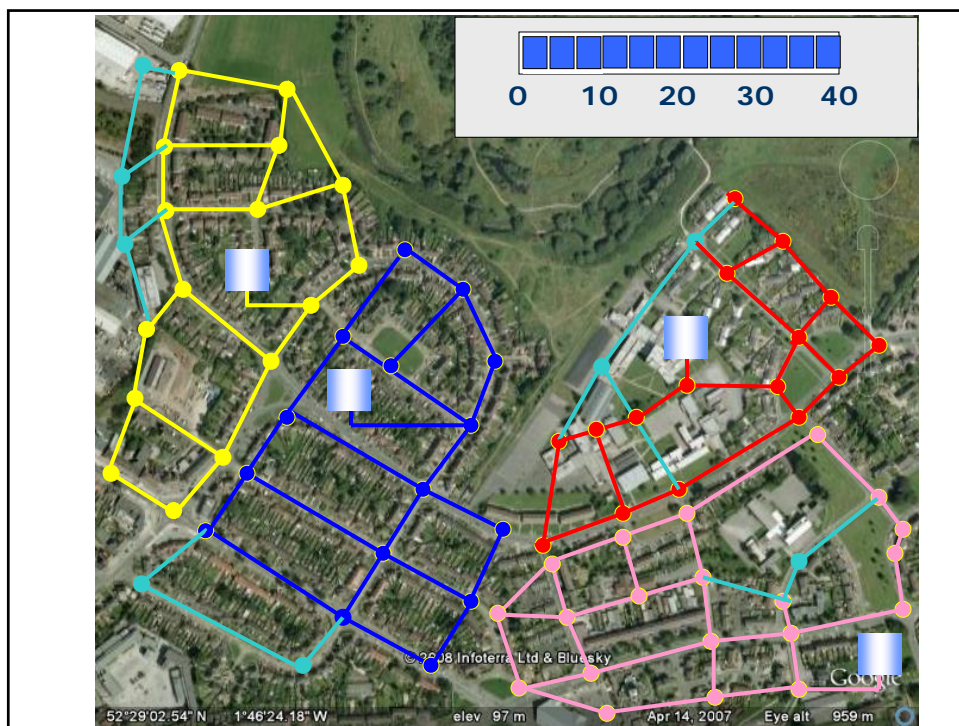 0 10 20 30 40
© 2008 Infoterra Ltd & Bluesky
Google
52°29'02.54" N 1°46'24.18" W elev 97 m Apr 14, 2007 Eye alt 959 m